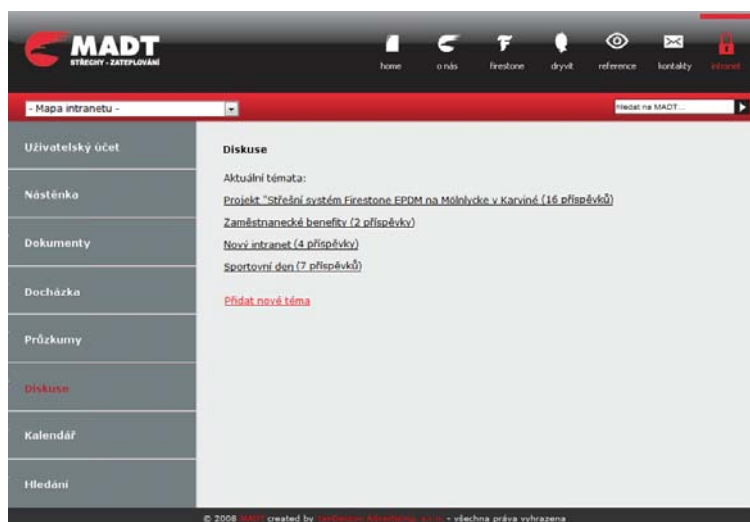 MADT
STŘECHY - ZATEPLOVÁNÍ
home o nás firestone dryvit reference kontakty intranet
- Mapa intranetu -
hledat na MADT...
Uživatelský účet
Nástěnka
Dokumenty
Docházka
Průzkumy
Diskuse
Kalendář
Hledání
Diskuse
Aktuální témata:
Projekt "Střešní systém Firestone EPDM na Mölnlycke v Karviné (16 příspěvků)
Zaměstnanecké benefity (2 příspěvky)
Nový intranet (4 příspěvky)
Sportovní den (7 příspěvků)
Přidat nové téma
© 2008 MADT created by - všechna práva vyhrazena